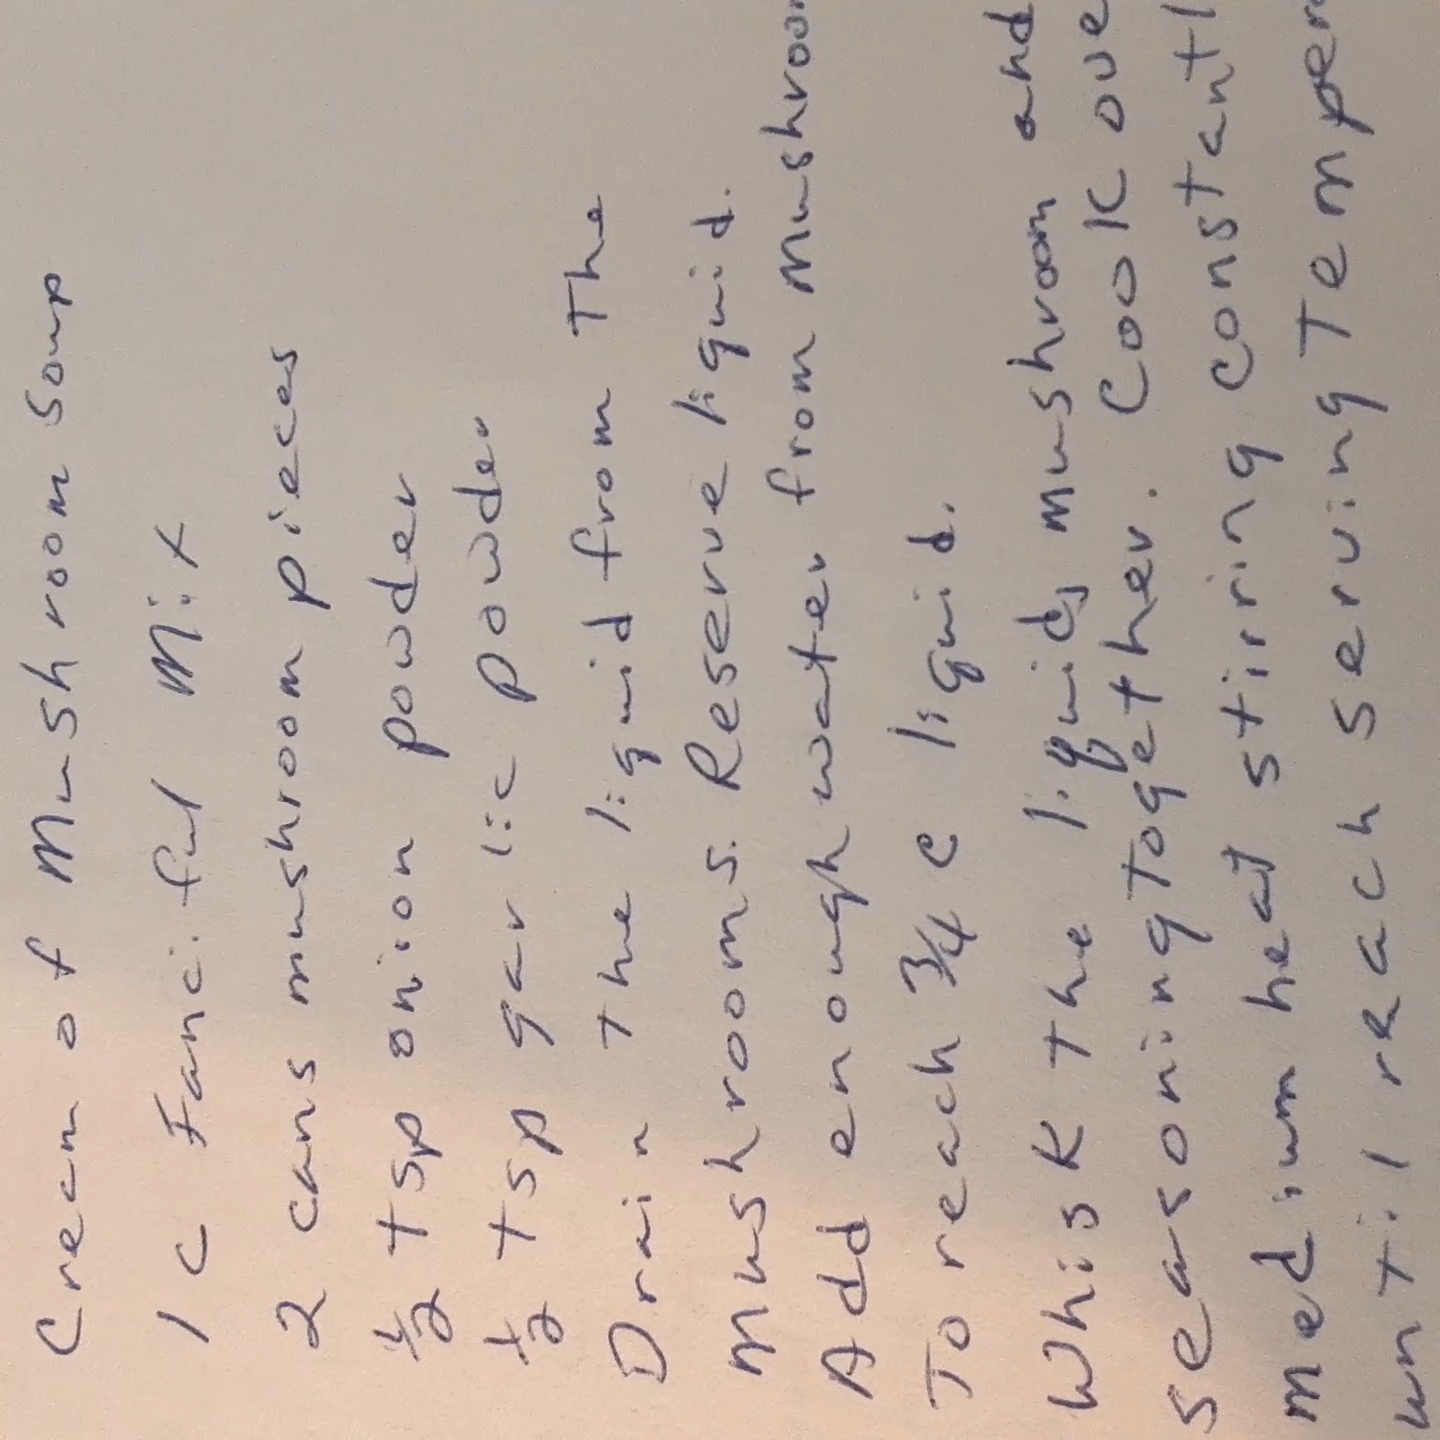 Cream of Mushroom Soup
1 c Fanciful Mix
2 cans mushroom pieces
½ tsp onion powder
½ tsp garlic powder
Drain the liquid from The
mushrooms. Reserve liquid.
Add enough water from mushroom
To reach ¾ c liquid.
Whisk the liquids mushroom and
seasoning Together. Cook ove
medium heat stirring constantl
until reach serving Temper